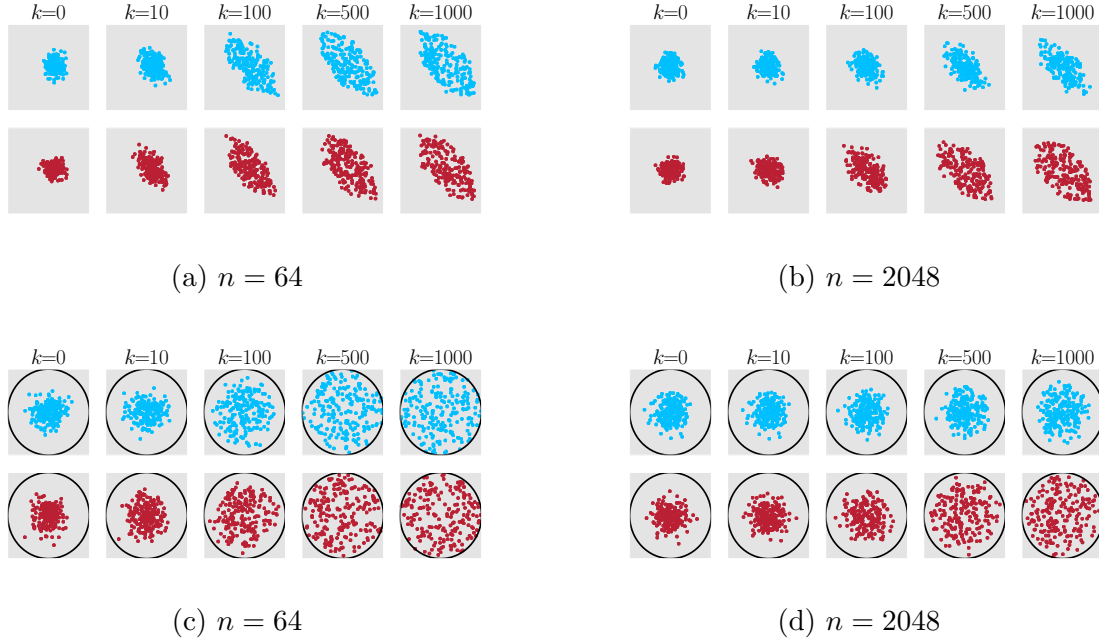 k=0 k=10 k=100 k=500 k=1000 k=0 k=10 k=100 k=500 k=1000
(a) n = 64 (b) n = 2048
k=0 k=10 k=100 k=500 k=1000 k=0 k=10 k=100 k=500 k=1000
(c) n = 64 (d) n = 2048